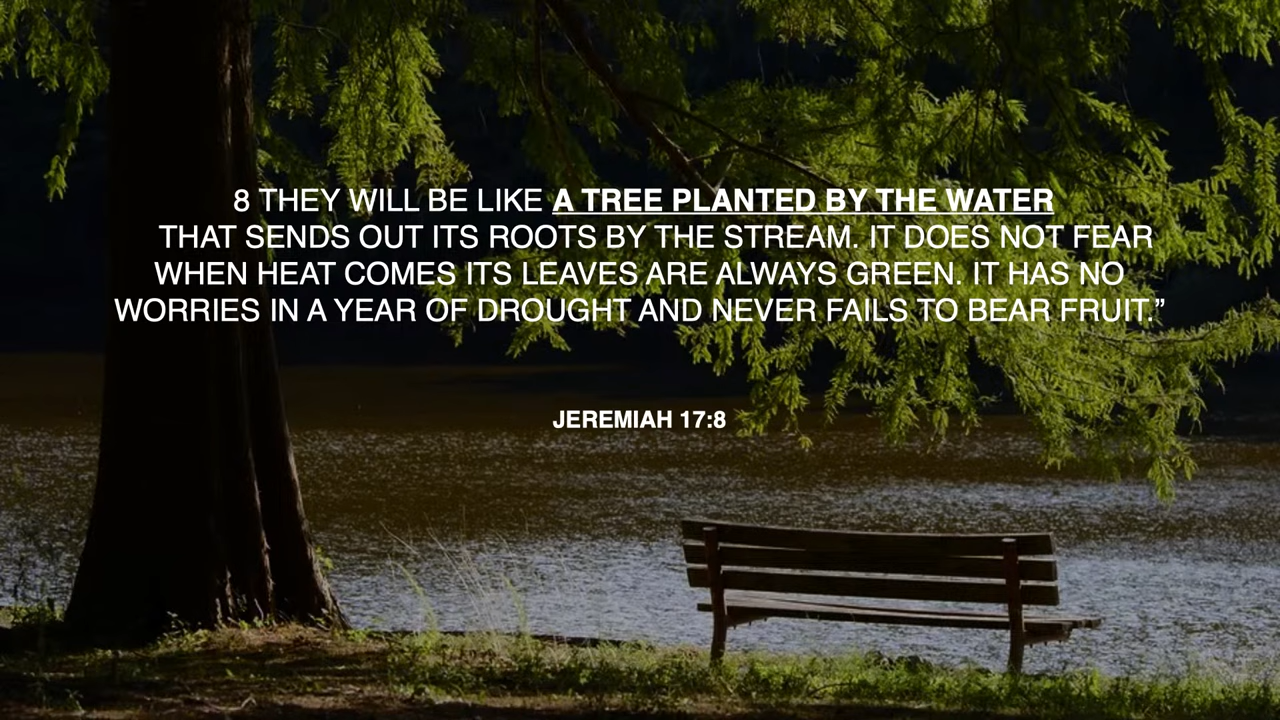 8 THEY WILL BE LIKE A TREE PLANTED BY THE WATER
THAT SENDS OUT ITS ROOTS BY THE STREAM. IT DOES NOT FEAR
WHEN HEAT COMES ITS LEAVES ARE ALWAYS GREEN. IT HAS NO
WORRIES IN A YEAR OF DROUGHT AND NEVER FAILS TO BEAR FRUIT.”
JEREMIAH 17:8